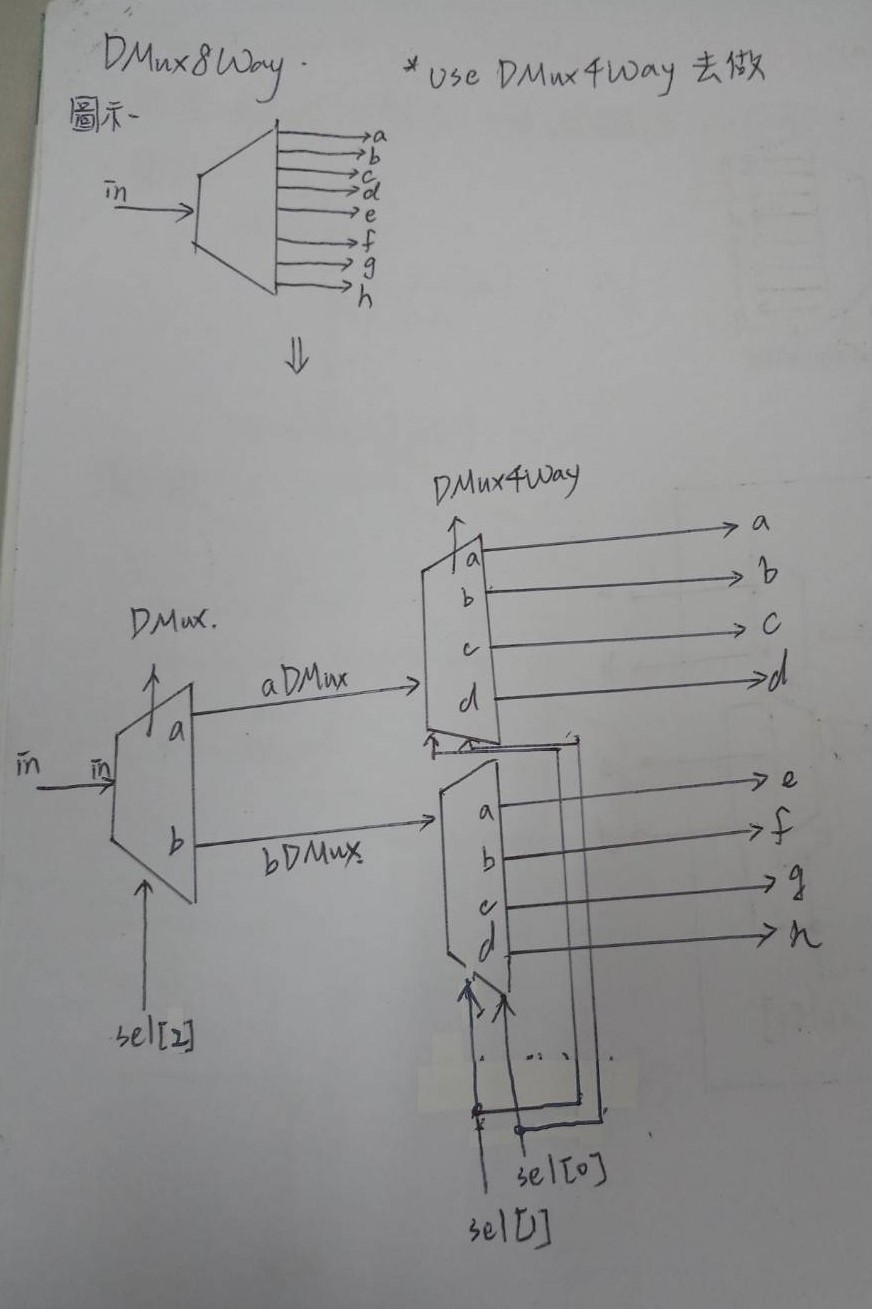 DMux8Way. *use DMux4Way 去做
圖示-
a
b
c
in
d
e
f
g
h
⇓
DMux4Way
a
a
b
b
DMux.
c
c
aDMux
d
d
a
in
in
e
a
b
bDMux.
b
f
c
g
d
h
sel[2]
sel[0]
sel[1]